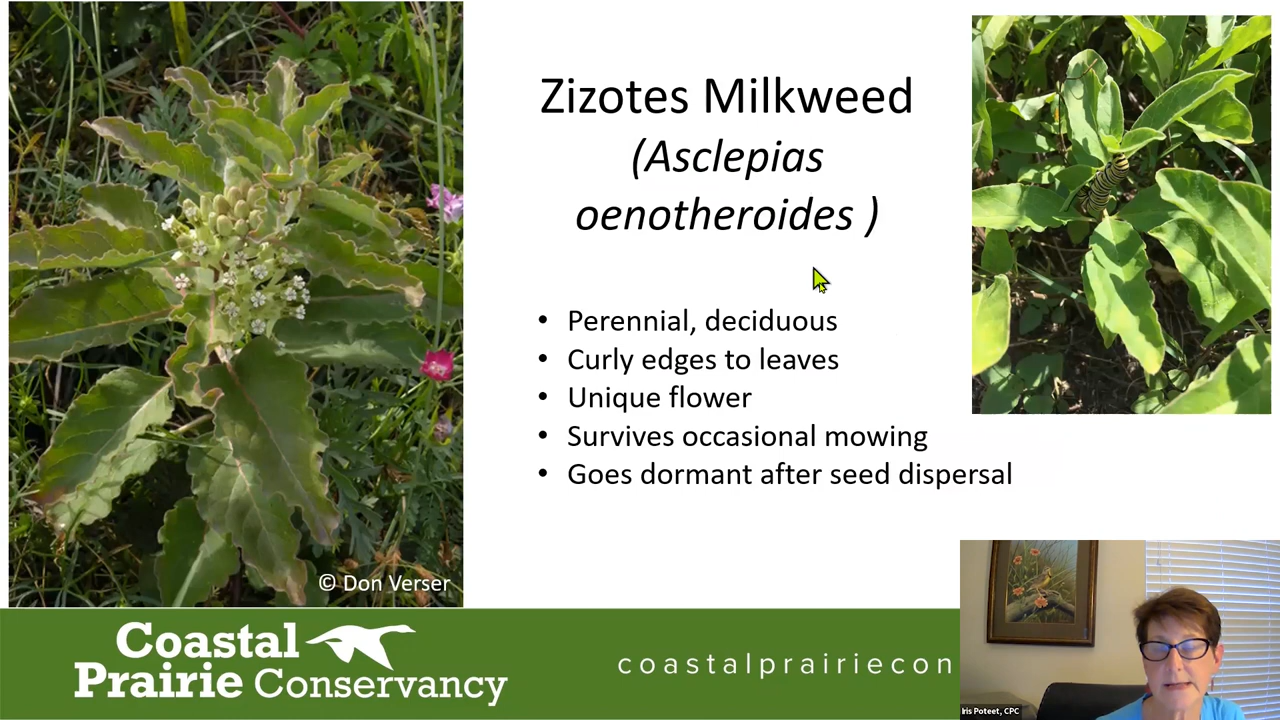 Zizotes Milkweed
(Asclepias
oenotheroides )
• Perennial, deciduous
• Curly edges to leaves
• Unique flower
• Survives occasional mowing
• Goes dormant after seed dispersal
© Don Verser
Coastal
Prairie Conservancy
coastalprairiecon
Iris Poteet, CPC